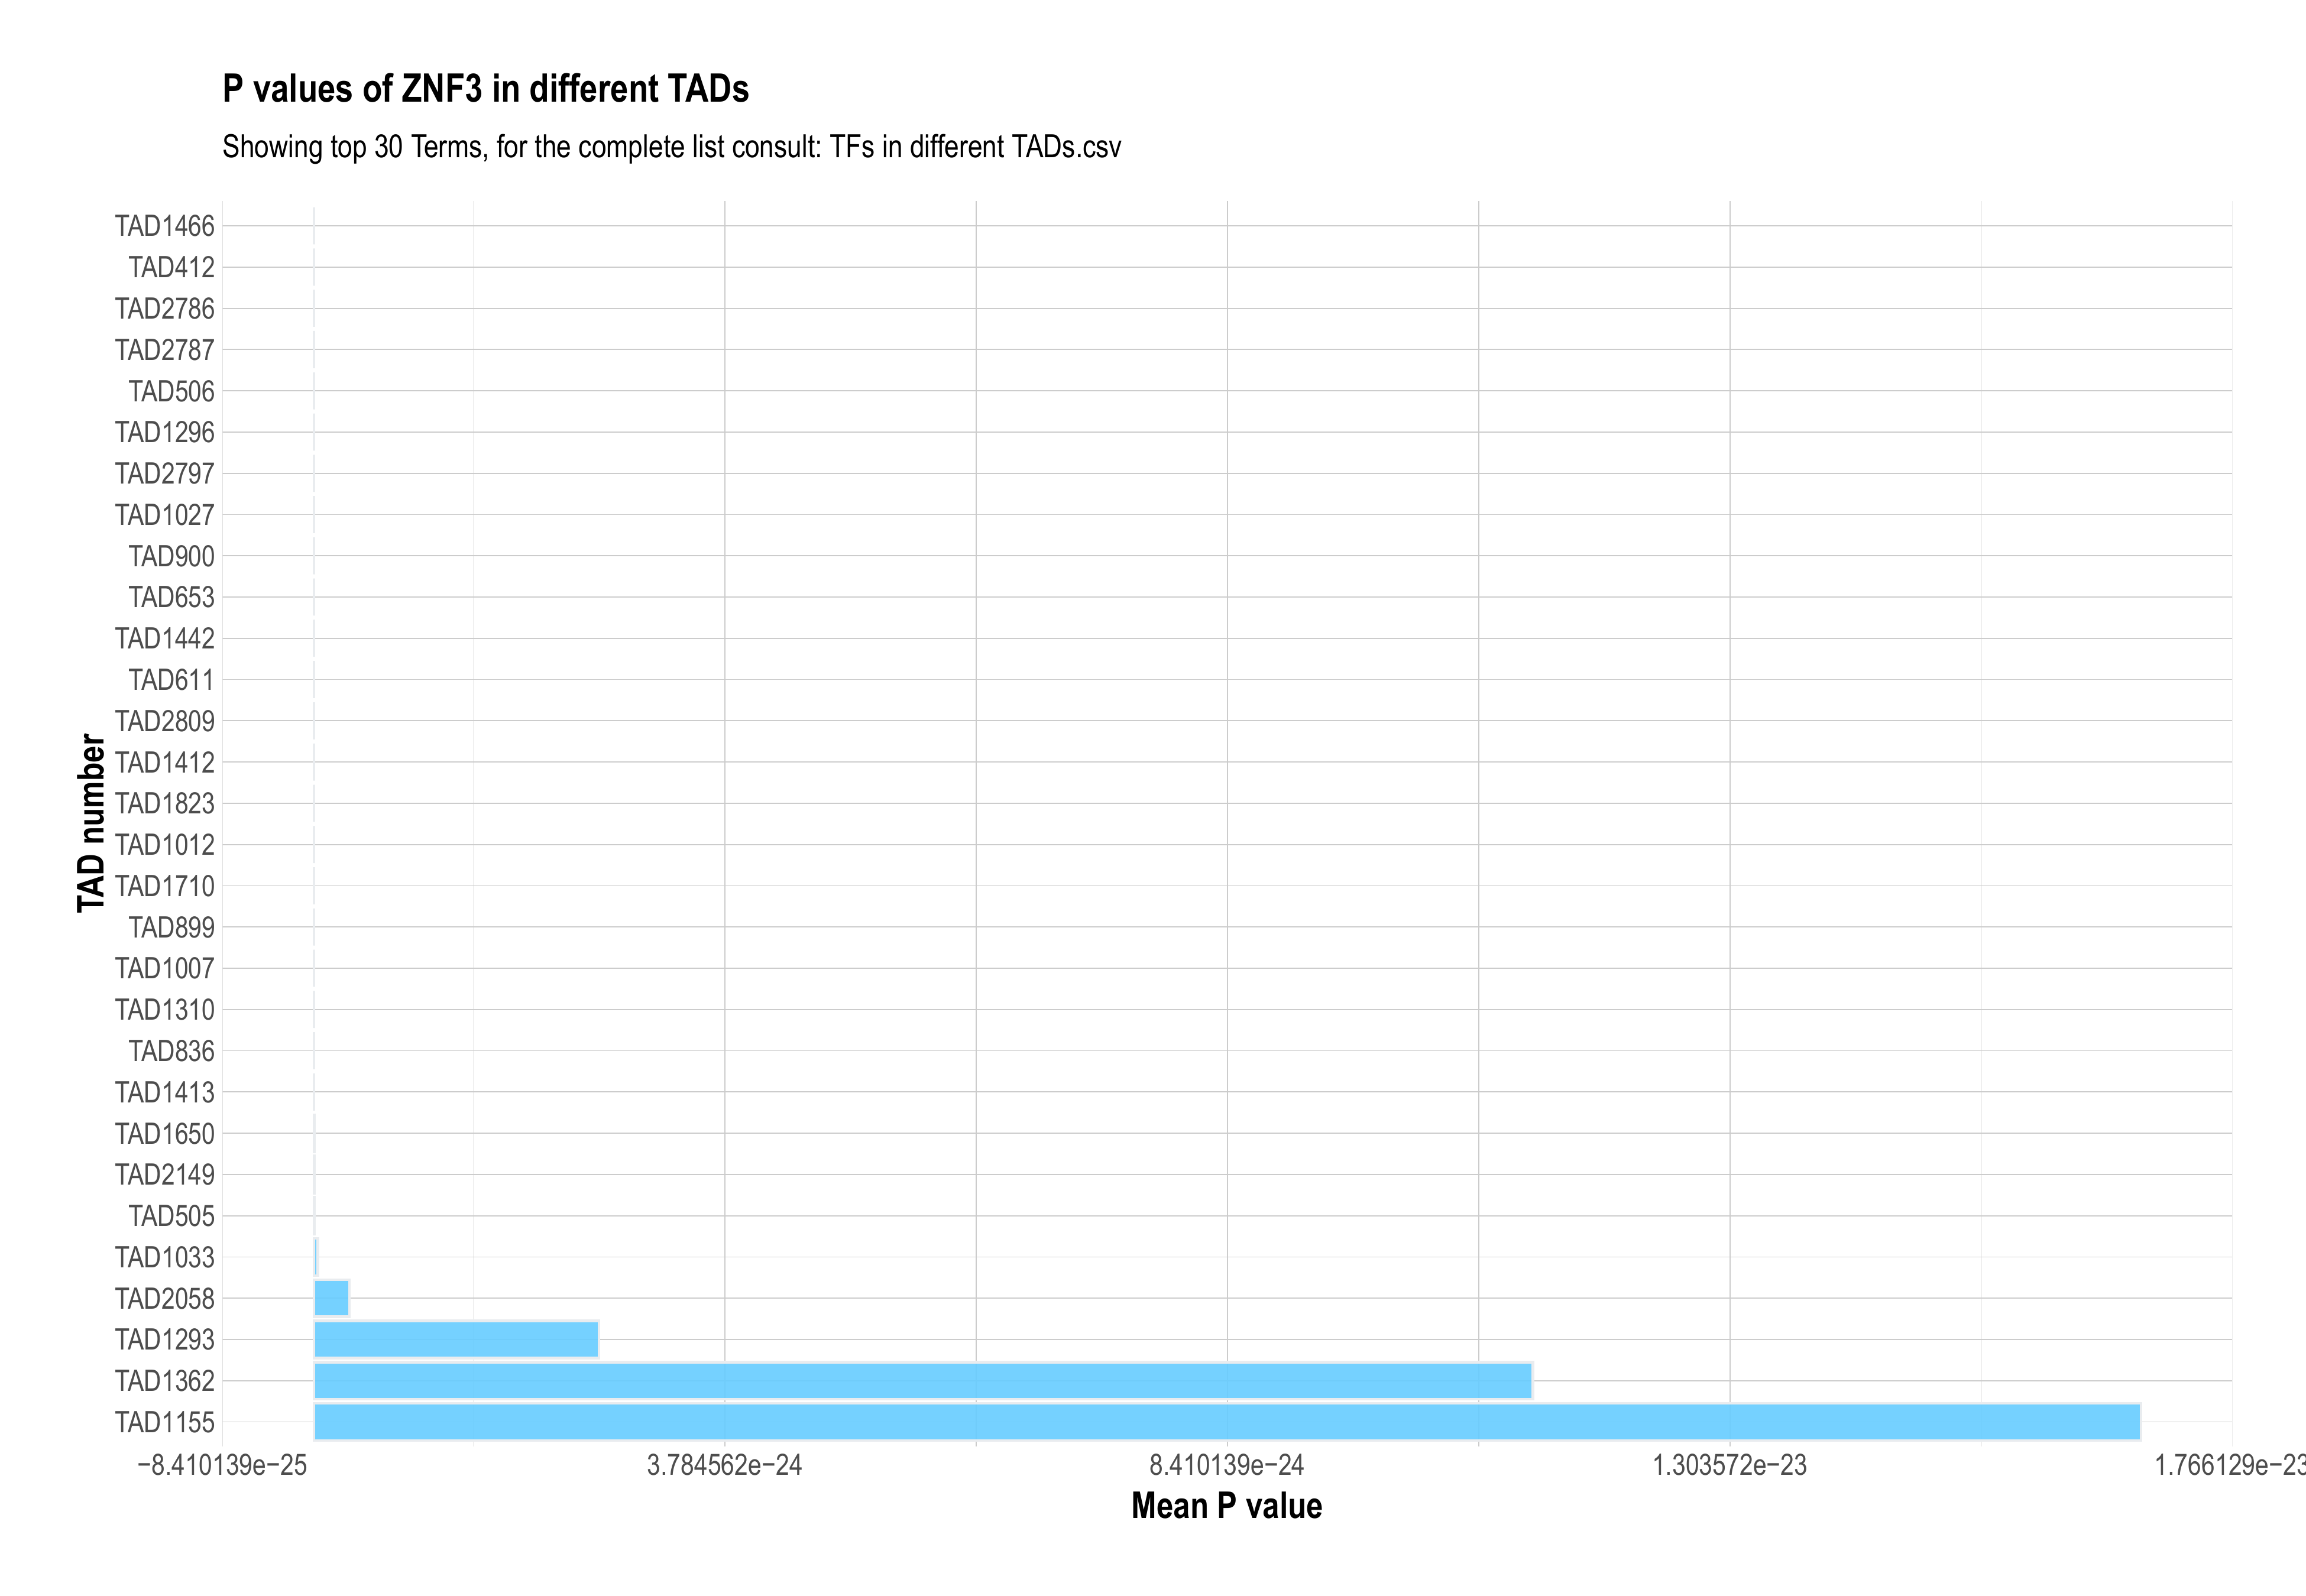 P values of ZNF3 in different TADs
Showing top 30 Terms, for the complete list consult: TFs in different TADs.csv
TAD number
TAD1466
TAD412
TAD2786
TAD2787
TAD506
TAD1296
TAD2797
TAD1027
TAD900
TAD653
TAD1442
TAD611
TAD2809
TAD1412
TAD1823
TAD1012
TAD1710
TAD899
TAD1007
TAD1310
TAD836
TAD1413
TAD1650
TAD2149
TAD505
TAD1033
TAD2058
TAD1293
TAD1362
TAD1155
−8.410139e−25 3.784562e−24 8.410139e−24 1.303572e−23 1.766129e−23
Mean P value